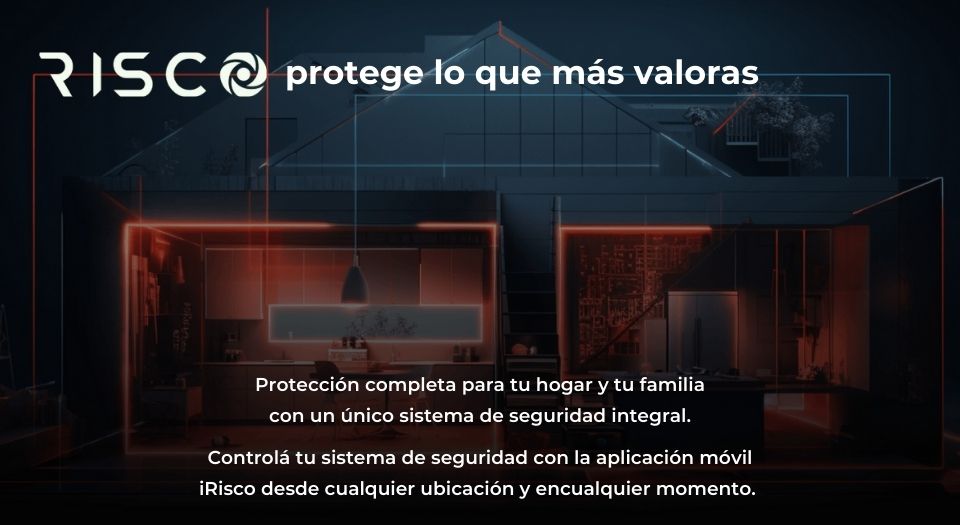 RISCO protege lo que más valoras
Protección completa para tu hogar y tu familia
con un único sistema de seguridad integral.
Controlá tu sistema de seguridad con la aplicación móvil
iRisco desde cualquier ubicación y encualquier momento.